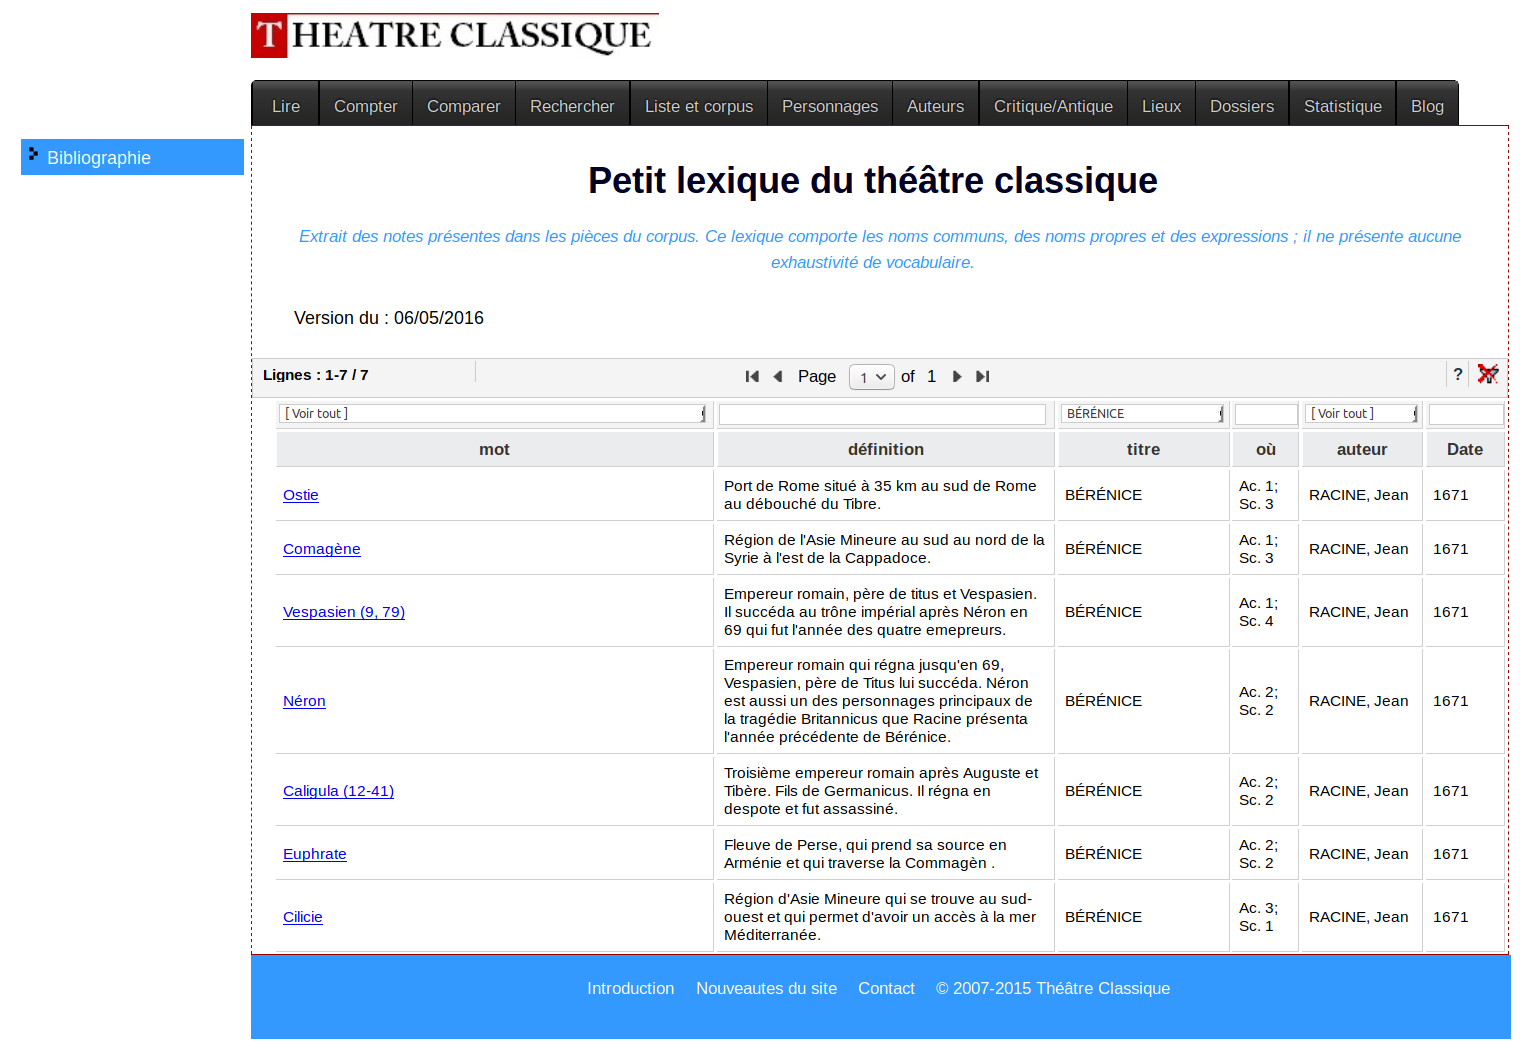 THEATRE CLASSIQUE
Lire Compter Comparer Rechercher Liste et corpus Personnages Auteurs Critique/Antique Lieux Dossiers Statistique Blog
Bibliographie
Petit lexique du théâtre classique
Extrait des notes présentes dans les pièces du corpus. Ce lexique comporte les noms communs, des noms propres et des expressions ; il ne présente aucune
exhaustivité de vocabulaire.
Version du : 06/05/2016
Lignes : 1-7 / 7 Page 1 of 1 ?
[ Voir tout ] BÉRÉNICE [ Voir tout ]
mot définition titre où auteur Date
Ostie
Port de Rome situé à 35 km au sud de Rome
au débouché du Tibre.
BÉRÉNICE
Ac. 1;
Sc. 3
RACINE, Jean
1671
Comagène
Région de l'Asie Mineure au sud au nord de la
Syrie à l'est de la Cappadoce.
BÉRÉNICE
Ac. 1;
Sc. 3
RACINE, Jean
1671
Vespasien (9, 79)
Empereur romain, père de titus et Vespasien.
Il succéda au trône impérial après Néron en
69 qui fut l'année des quatre emepreurs.
BÉRÉNICE
Ac. 1;
Sc. 4
RACINE, Jean
1671
Néron
Empereur romain qui régna jusqu'en 69,
Vespasien, père de Titus lui succéda. Néron
est aussi un des personnages principaux de
la tragédie Britannicus que Racine présenta
l'année précédente de Bérénice.
BÉRÉNICE
Ac. 2;
Sc. 2
RACINE, Jean
1671
Caligula (12-41)
Troisième empereur romain après Auguste et
Tibère. Fils de Germanicus. Il régna en
despote et fut assassiné.
BÉRÉNICE
Ac. 2;
Sc. 2
RACINE, Jean
1671
Euphrate
Fleuve de Perse, qui prend sa source en
Arménie et qui traverse la Commagèn .
BÉRÉNICE
Ac. 2;
Sc. 2
RACINE, Jean
1671
Cilicie
Région d'Asie Mineure qui se trouve au sud-
ouest et qui permet d'avoir un accès à la mer
Méditerranée.
BÉRÉNICE
Ac. 3;
Sc. 1
RACINE, Jean
1671
Introduction Nouveautes du site Contact © 2007-2015 Théâtre Classique